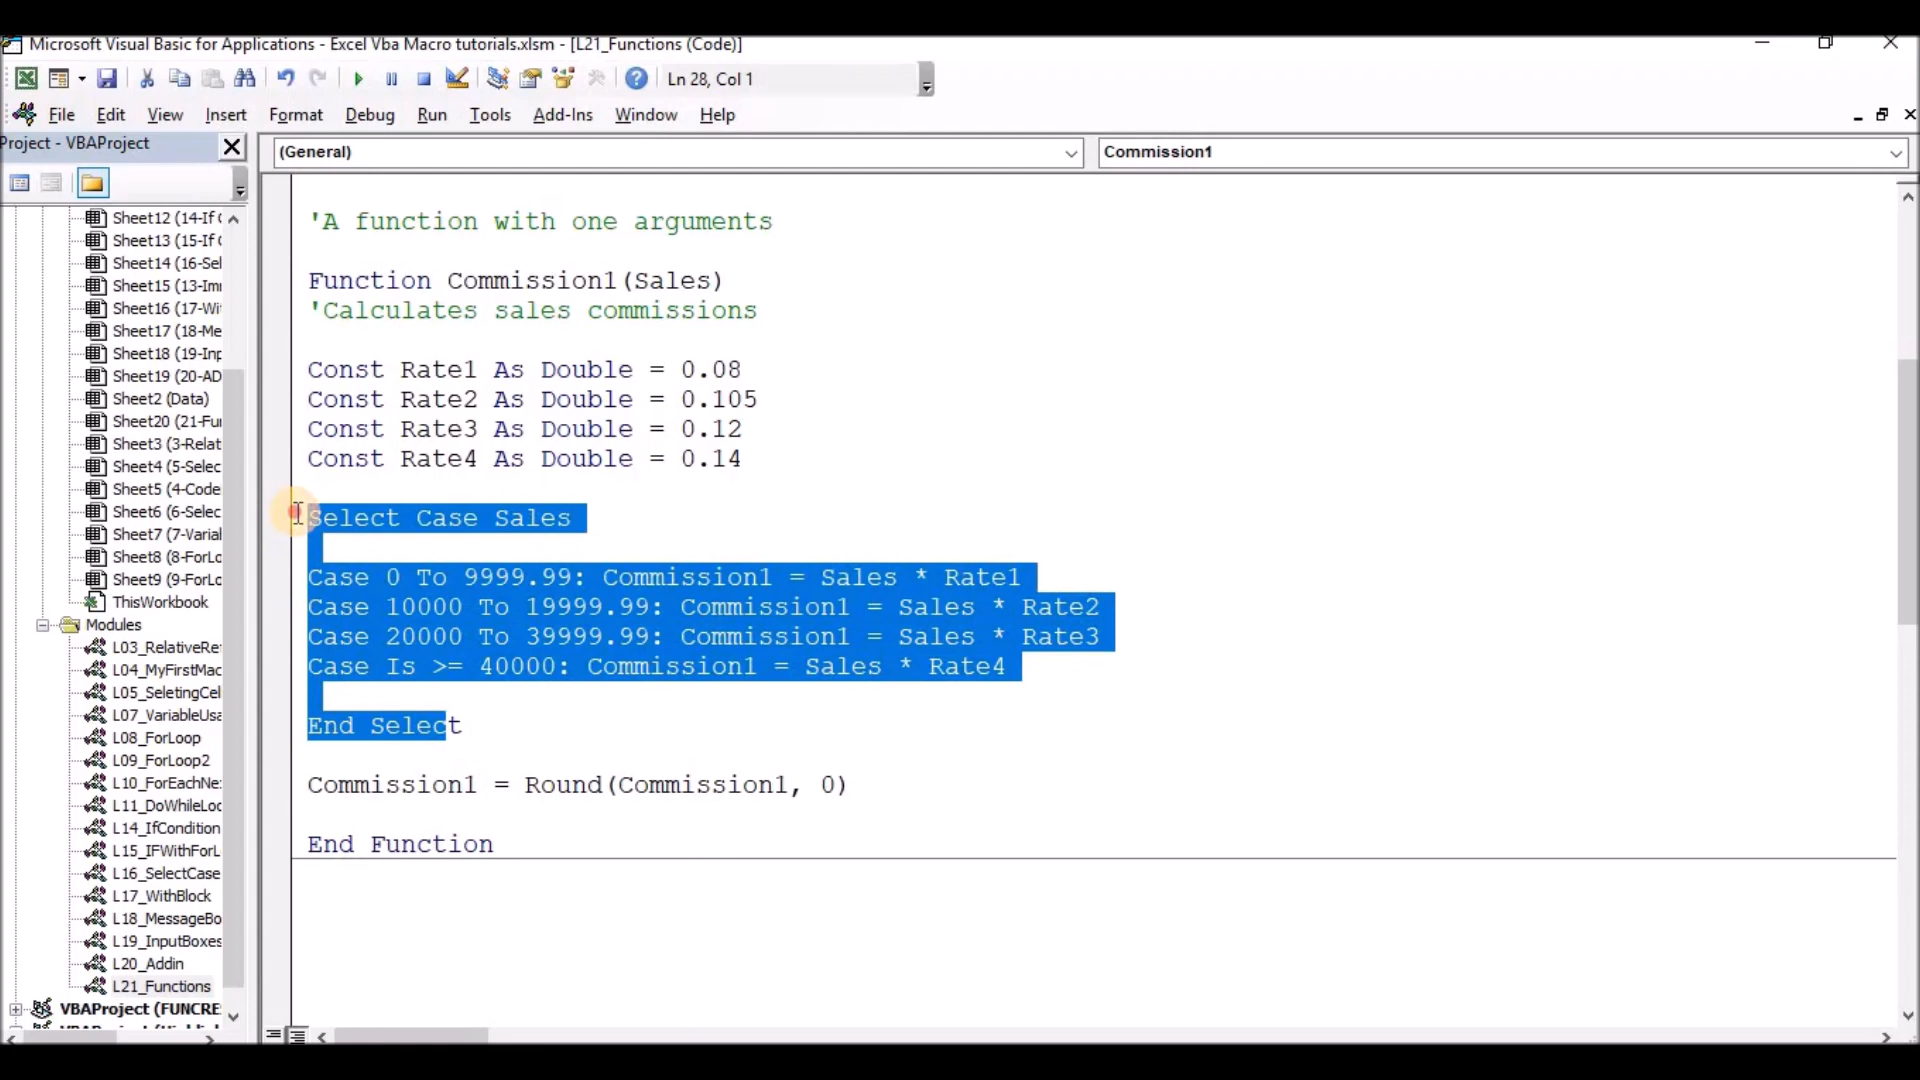 Microsoft Visual Basic for Applications - Excel Vba Macro tutorials.xlsm - [L21_Functions (Code)]
Ln 28, Col 1
File Edit View Insert Format Debug Run Tools Add-Ins Window Help
Project - VBAProject
(General)
Commission1
Sheet12 (14-If
Sheet13 (15-If
Sheet14 (16-Sel
Sheet15 (13-Im
Sheet16 (17-Wi
Sheet17 (18-Me
Sheet18 (19-Inp
Sheet19 (20-AD
Sheet2 (Data)
Sheet20 (21-Fu
Sheet3 (3-Relat
Sheet4 (5-Selec
Sheet5 (4-Code
Sheet6 (6-Selec
Sheet7 (7-Varial
Sheet8 (8-ForLo
Sheet9 (9-ForLo
ThisWorkbook
Modules
L03_RelativeRe
L04_MyFirstMac
L05_SeletingCel
L07_VariableUsa
L08_ForLoop
L09_ForLoop2
L10_ForEachNe
L11_DoWhileLoo
L14_IfCondition
L15_IFWithForL
L16_SelectCase
L17_WithBlock
L18_MessageBo
L19_InputBoxes
L20_Addin
L21_Functions
VBAProject (FUNCRE
'A function with one arguments
Function Commission1(Sales)
'Calculates sales commissions
Const Rate1 As Double = 0.08
Const Rate2 As Double = 0.105
Const Rate3 As Double = 0.12
Const Rate4 As Double = 0.14
Select Case Sales
Case 0 To 9999.99: Commission1 = Sales * Rate1
Case 10000 To 19999.99: Commission1 = Sales * Rate2
Case 20000 To 39999.99: Commission1 = Sales * Rate3
Case Is >= 40000: Commission1 = Sales * Rate4
End Select
Commission1 = Round(Commission1, 0)
End Function